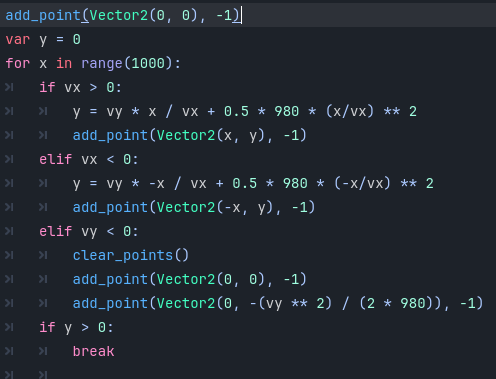 add_point(Vector2(0, 0), -1)
var y = 0
for x in range(1000):
    if vx > 0:
        y = vy * x / vx + 0.5 * 980 * (x/vx) ** 2
        add_point(Vector2(x, y), -1)
    elif vx < 0:
        y = vy * -x / vx + 0.5 * 980 * (-x/vx) ** 2
        add_point(Vector2(-x, y), -1)
    elif vy < 0:
        clear_points()
        add_point(Vector2(0, 0), -1)
        add_point(Vector2(0, -(vy ** 2) / (2 * 980)), -1)
    if y > 0:
        break